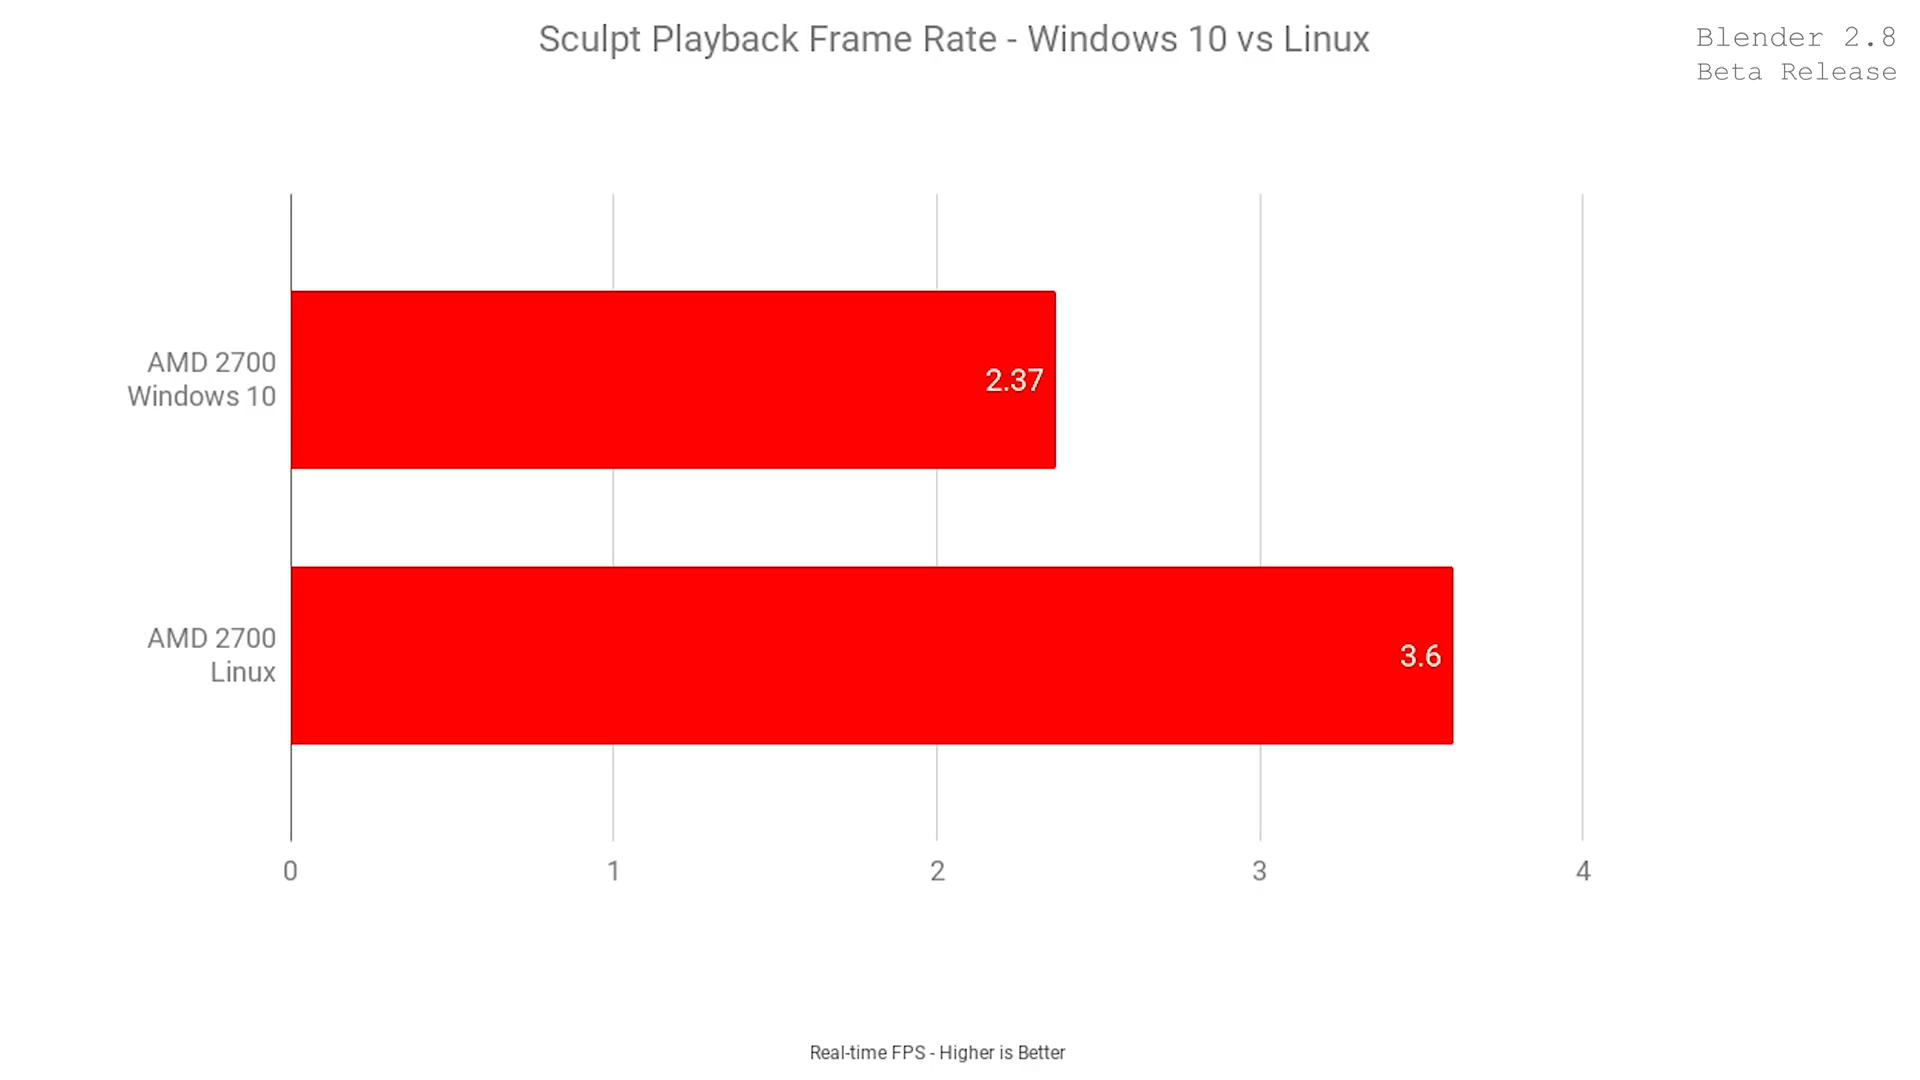 Sculpt Playback Frame Rate - Windows 10 vs Linux
Blender 2.8
Beta Release
AMD 2700
Windows 10
2.37
AMD 2700
Linux
3.6
0 1 2 3 4
Real-time FPS - Higher is Better